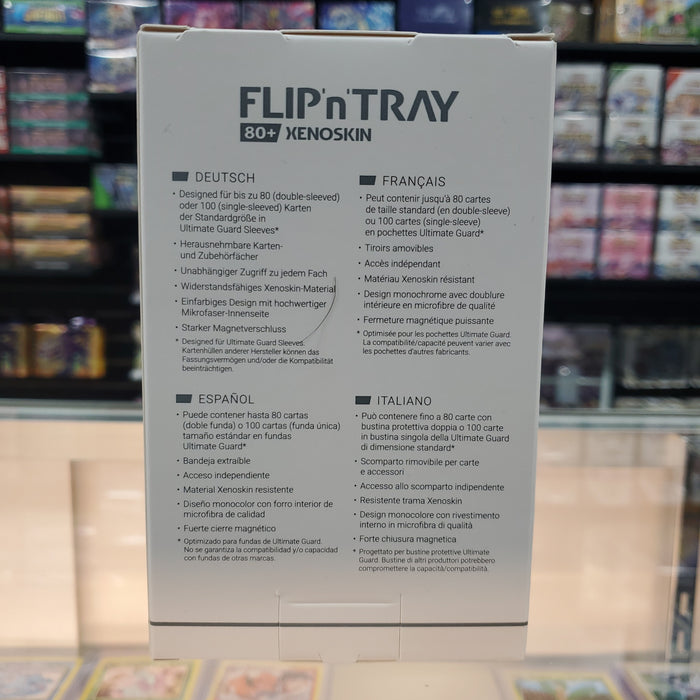 FLIP'n'TRAY
80+ XENOSKIN
DEUTSCH
• Designed für bis zu 80 (double-sleeved)
oder 100 (single-sleeved) Karten
der Standardgröße in
Ultimate Guard Sleeves*
• Herausnehmbare Karten-
und Zubehörfächer
• Unabhängiger Zugriff zu jedem Fach
• Widerstandsfähiges Xenoskin-Material
• Einfarbiges Design mit hochwertiger
Mikrofaser-Innenseite
• Starker Magnetverschluss
* Designed für Ultimate Guard Sleeves.
Kartenhüllen anderer Hersteller können das
Fassungsvermögen und/oder die Kompatibilität
beeinträchtigen.
FRANÇAIS
• Peut contenir jusqu'à 80 cartes
de taille standard (en double-sleeve)
ou 100 cartes (single-sleeve)
en pochettes Ultimate Guard*
• Tiroirs amovibles
• Accès indépendant
• Matériau Xenoskin résistant
• Design monochrome avec doublure
intérieure en microfibre de qualité
• Fermeture magnétique puissante
* Optimisée pour les pochettes Ultimate Guard.
La compatibilité/capacité peuvent varier avec
les pochettes d'autres fabricants.
ESPAÑOL
• Puede contener hasta 80 cartas
(doble funda) o 100 cartas (funda única)
tamaño estándar en fundas
Ultimate Guard*
• Bandeja extraíble
• Acceso independiente
• Material Xenoskin resistente
• Diseño monocolor con forro interior de
microfibra de calidad
• Fuerte cierre magnético
* Optimizado para fundas de Ultimate Guard.
No se garantiza la compatibilidad y/o capacidad
con fundas de otras marcas.
ITALIANO
• Può contenere fino a 80 carte con
bustina protettiva doppia o 100 carte
in bustina singola della Ultimate Guard
di dimensione standard*
• Scomparto rimovibile per carte
e accessori
• Accesso allo scomparto indipendente
• Resistente trama Xenoskin
• Design monocolore con rivestimento
interno in microfibra di qualità
• Forte chiusura magnetica
* Progettato per bustine protettive Ultimate
Guard. Bustine di altri produttori potrebbero
compromettere la capacità/compatibilità.